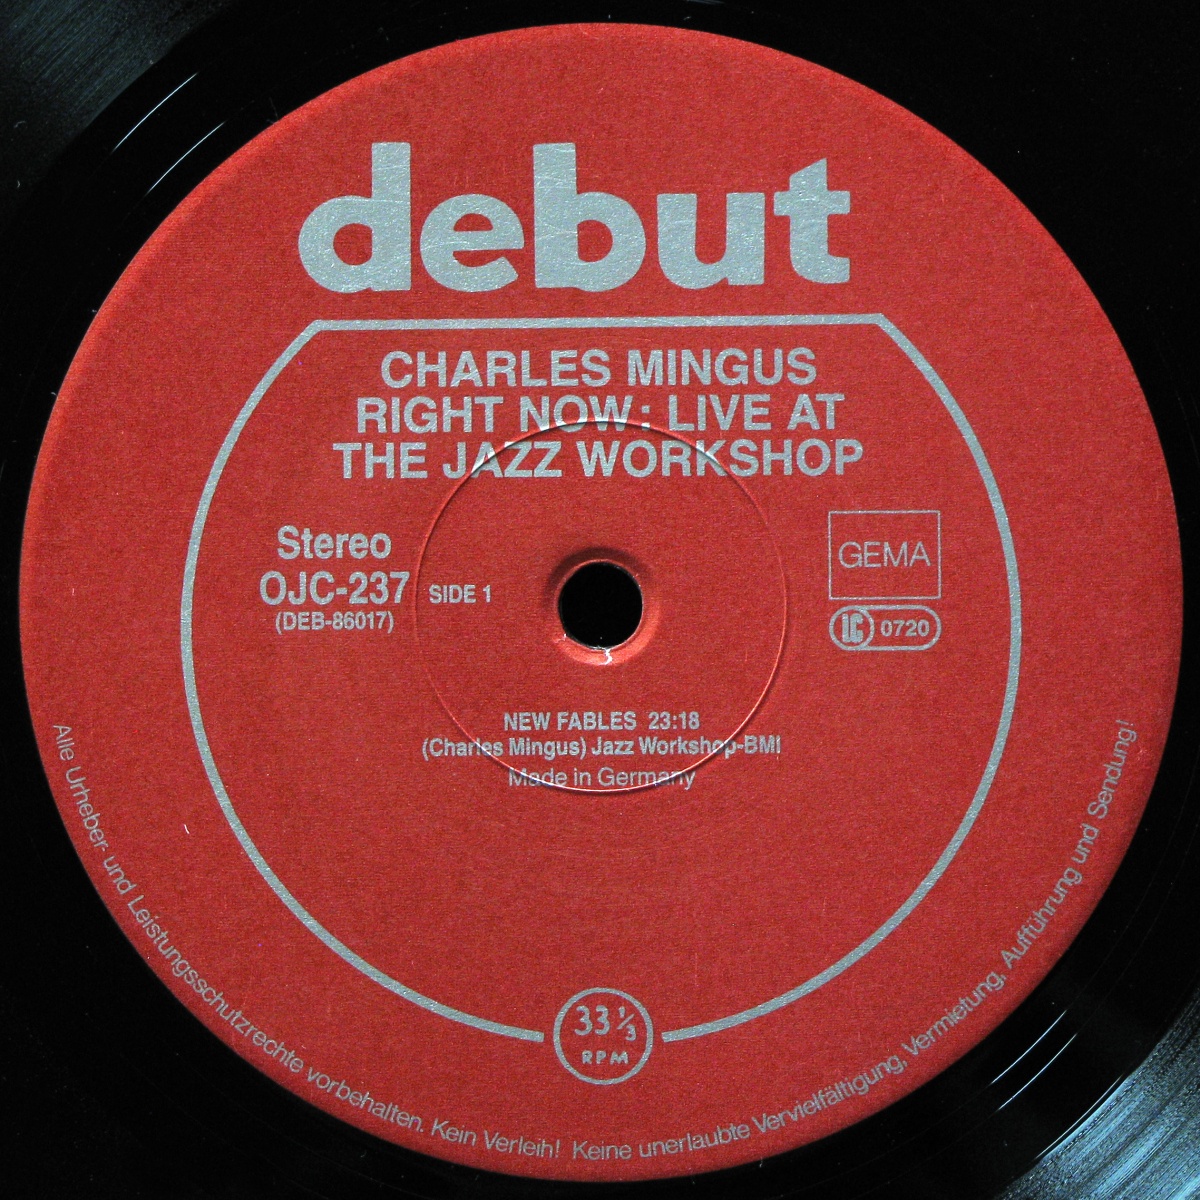 debut
CHARLES MINGUS
RIGHT NOW: LIVE AT
THE JAZZ WORKSHOP
Stereo
OJC-237 SIDE 1
(DEB-86017)
GEMA
LC 0720
NEW FABLES 23:18
(Charles Mingus) Jazz Workshop-BMI
Made in Germany
33 1/3
RPM
Alle Urheber- und Leistungsschutzrechte vorbehalten. Kein Verleih! Keine unerlaubte Vervielfältigung, Vermietung, Aufführung und Sendung!